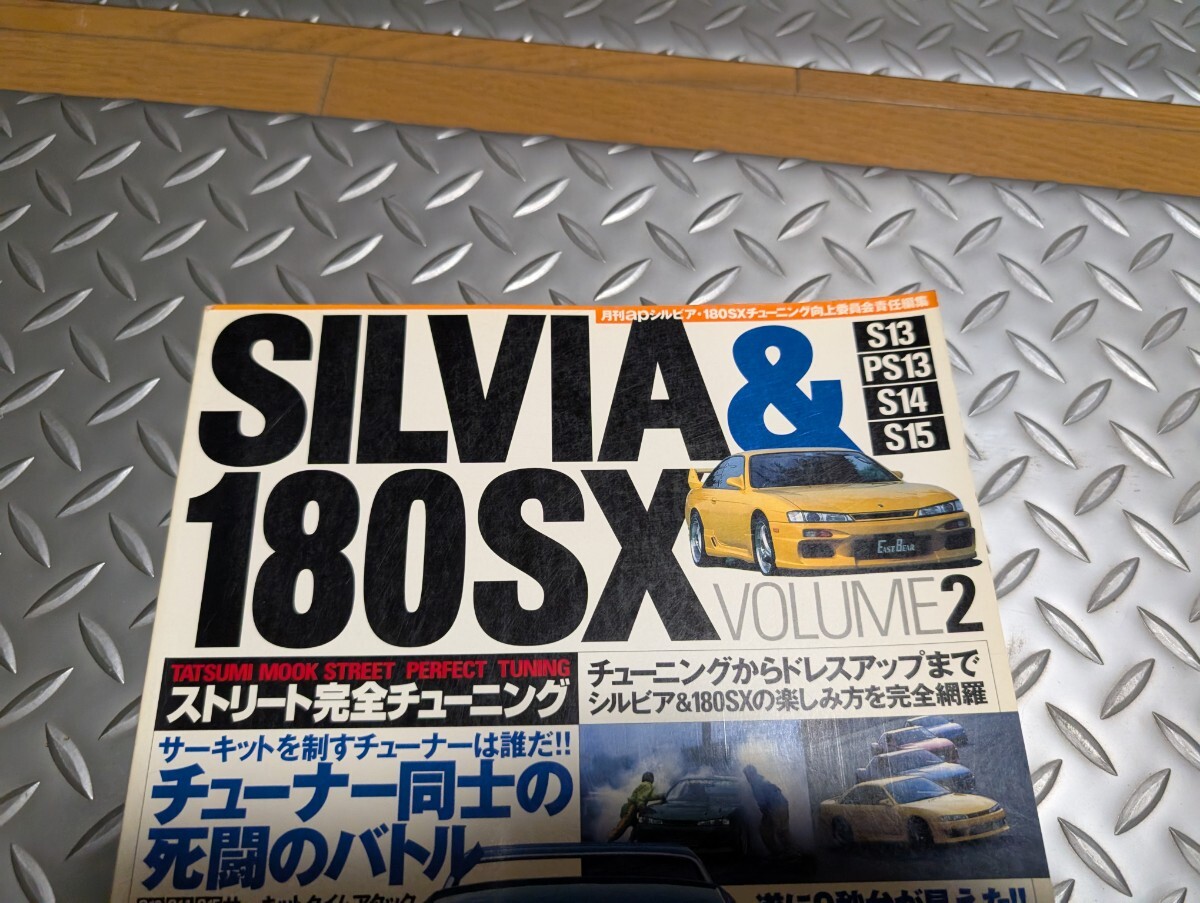 月刊apシルビア・180SXチューニング向上委員会責任編集
SILVIA &
180SX
S13
PS13
S14
S15
EAST BEAR
VOLUME2
TATSUMI MOOK STREET PERFECT TUNING
ストリート完全チューニング
チューニングからドレスアップまで
シルビア&180SXの楽しみ方を完全網羅
サーキットを制すチューナーは誰だ!!
チューナー同士の
死闘のバトル